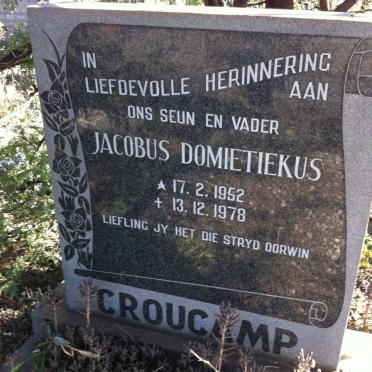 IN
LIEFDEVOLLE HERINNERING
AAN
ONS SEUN EN VADER
JACOBUS DOMIETIEKUS
★ 17. 2. 1952
✝ 13. 12. 1978
LIEFLING JY HET DIE STRYD OORWIN
CROUCAMP